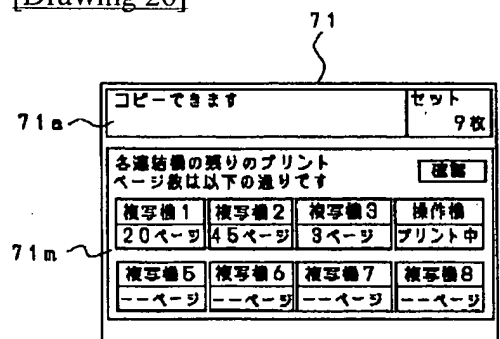 [Drawing 20]
71
71a
コピーできます
セット
9枚
各連結機の残りのプリント
ページ数は以下の通りです
確認
71m
複写機1 複写機2 複写機3 操作機
20ページ 45ページ 3ページ プリント中
複写機5 複写機6 複写機7 複写機8
--ページ --ページ --ページ --ページ